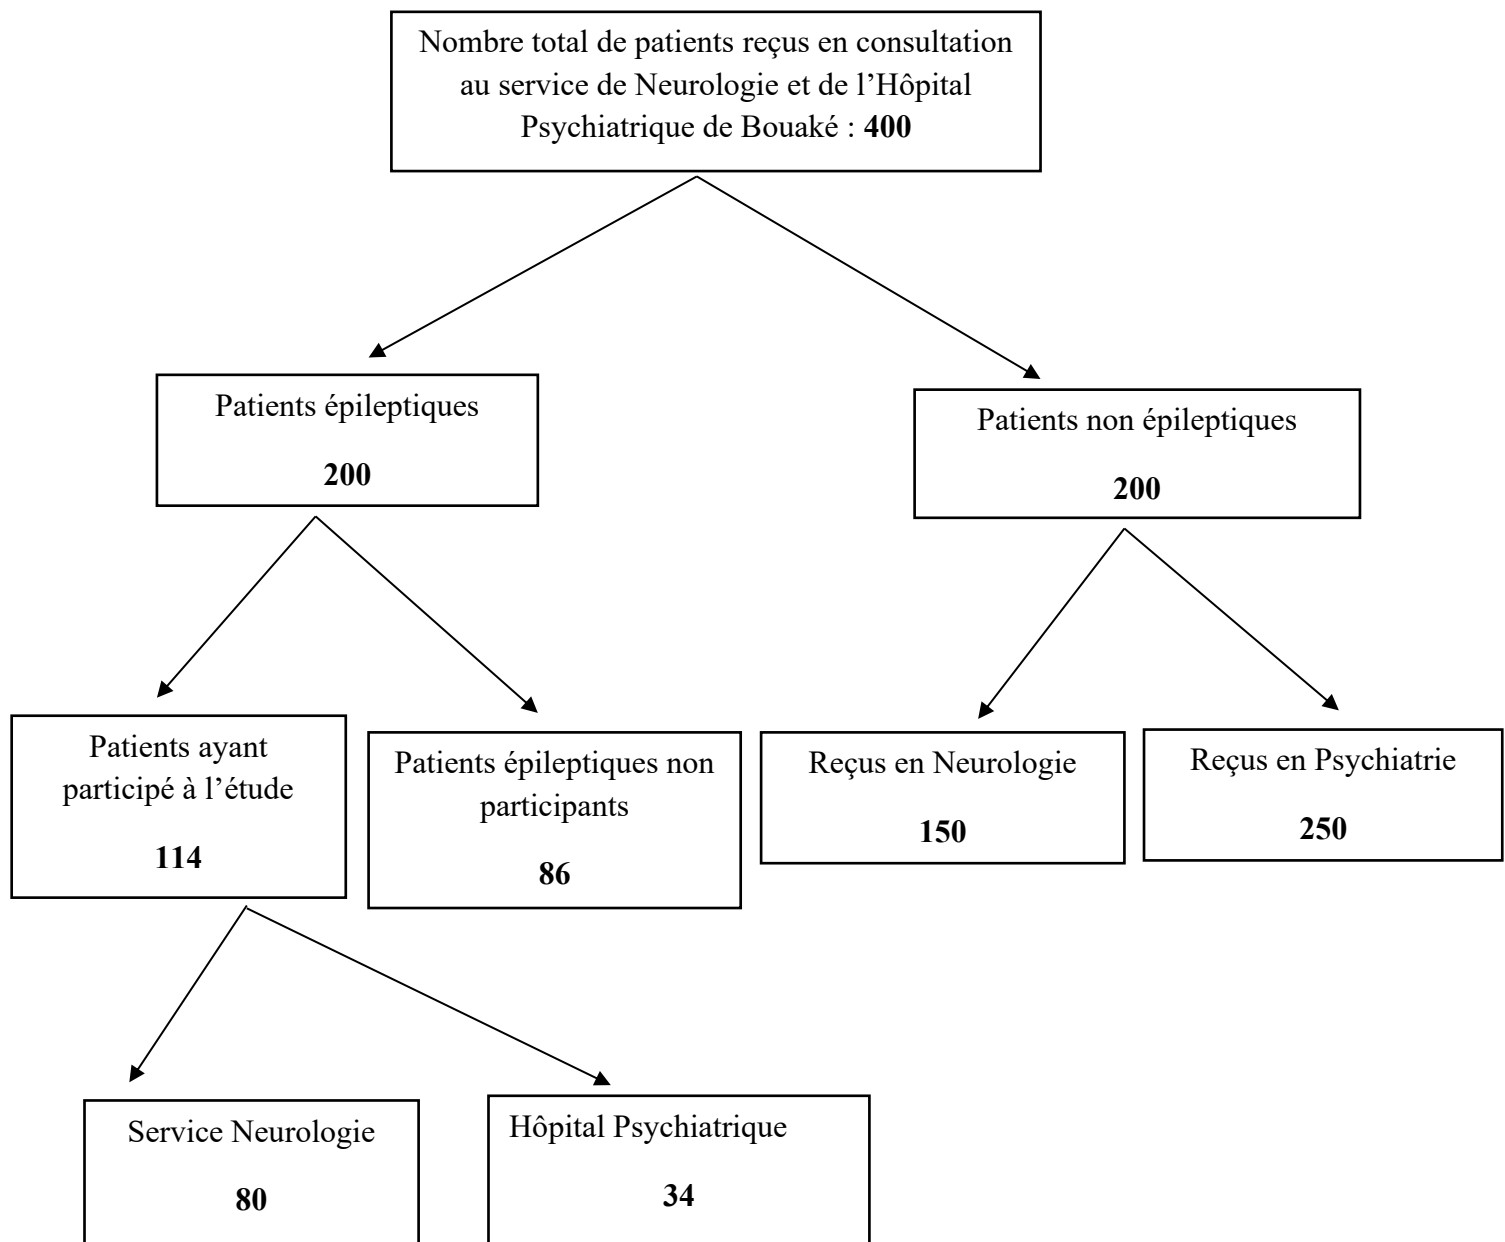 Nombre total de patients reçus en consultation
au service de Neurologie et de l’Hôpital
Psychiatrique de Bouaké : 400
Patients épileptiques
200
Patients non épileptiques
200
Patients ayant
participé à l’étude
114
Patients épileptiques non
participants
86
Reçus en Neurologie
150
Reçus en Psychiatrie
250
Service Neurologie
80
Hôpital Psychiatrique
34